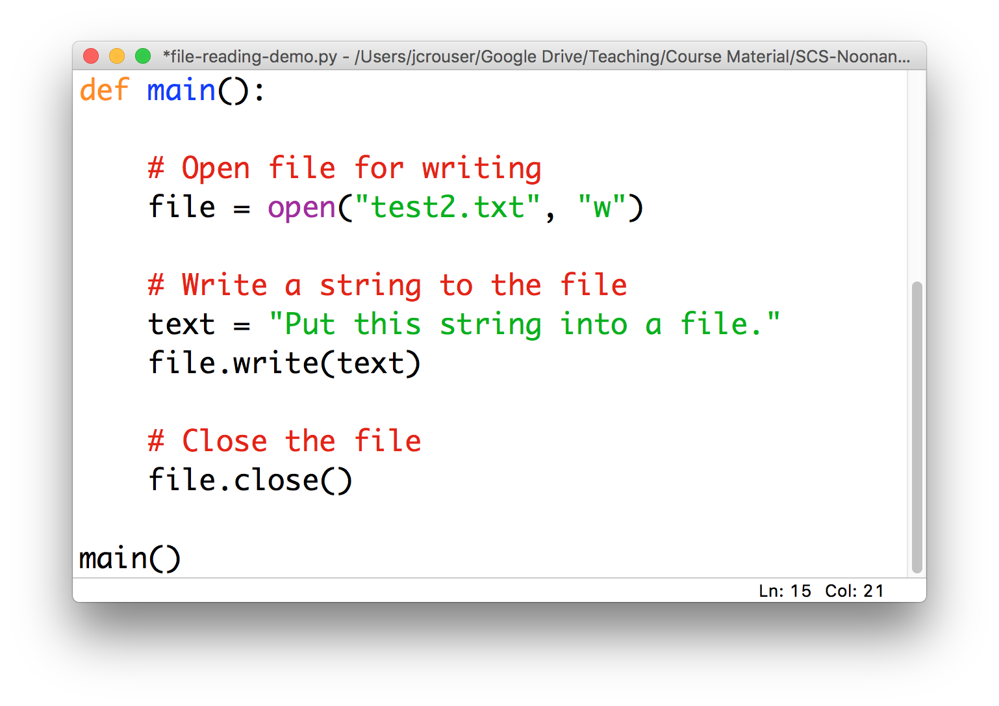 *file-reading-demo.py - /Users/jcrouser/Google Drive/Teaching/Course Material/SCS-Noonan...
def main():
    # Open file for writing
    file = open("test2.txt", "w")
    # Write a string to the file
    text = "Put this string into a file."
    file.write(text)
    # Close the file
    file.close()
main()
Ln: 15 Col: 21